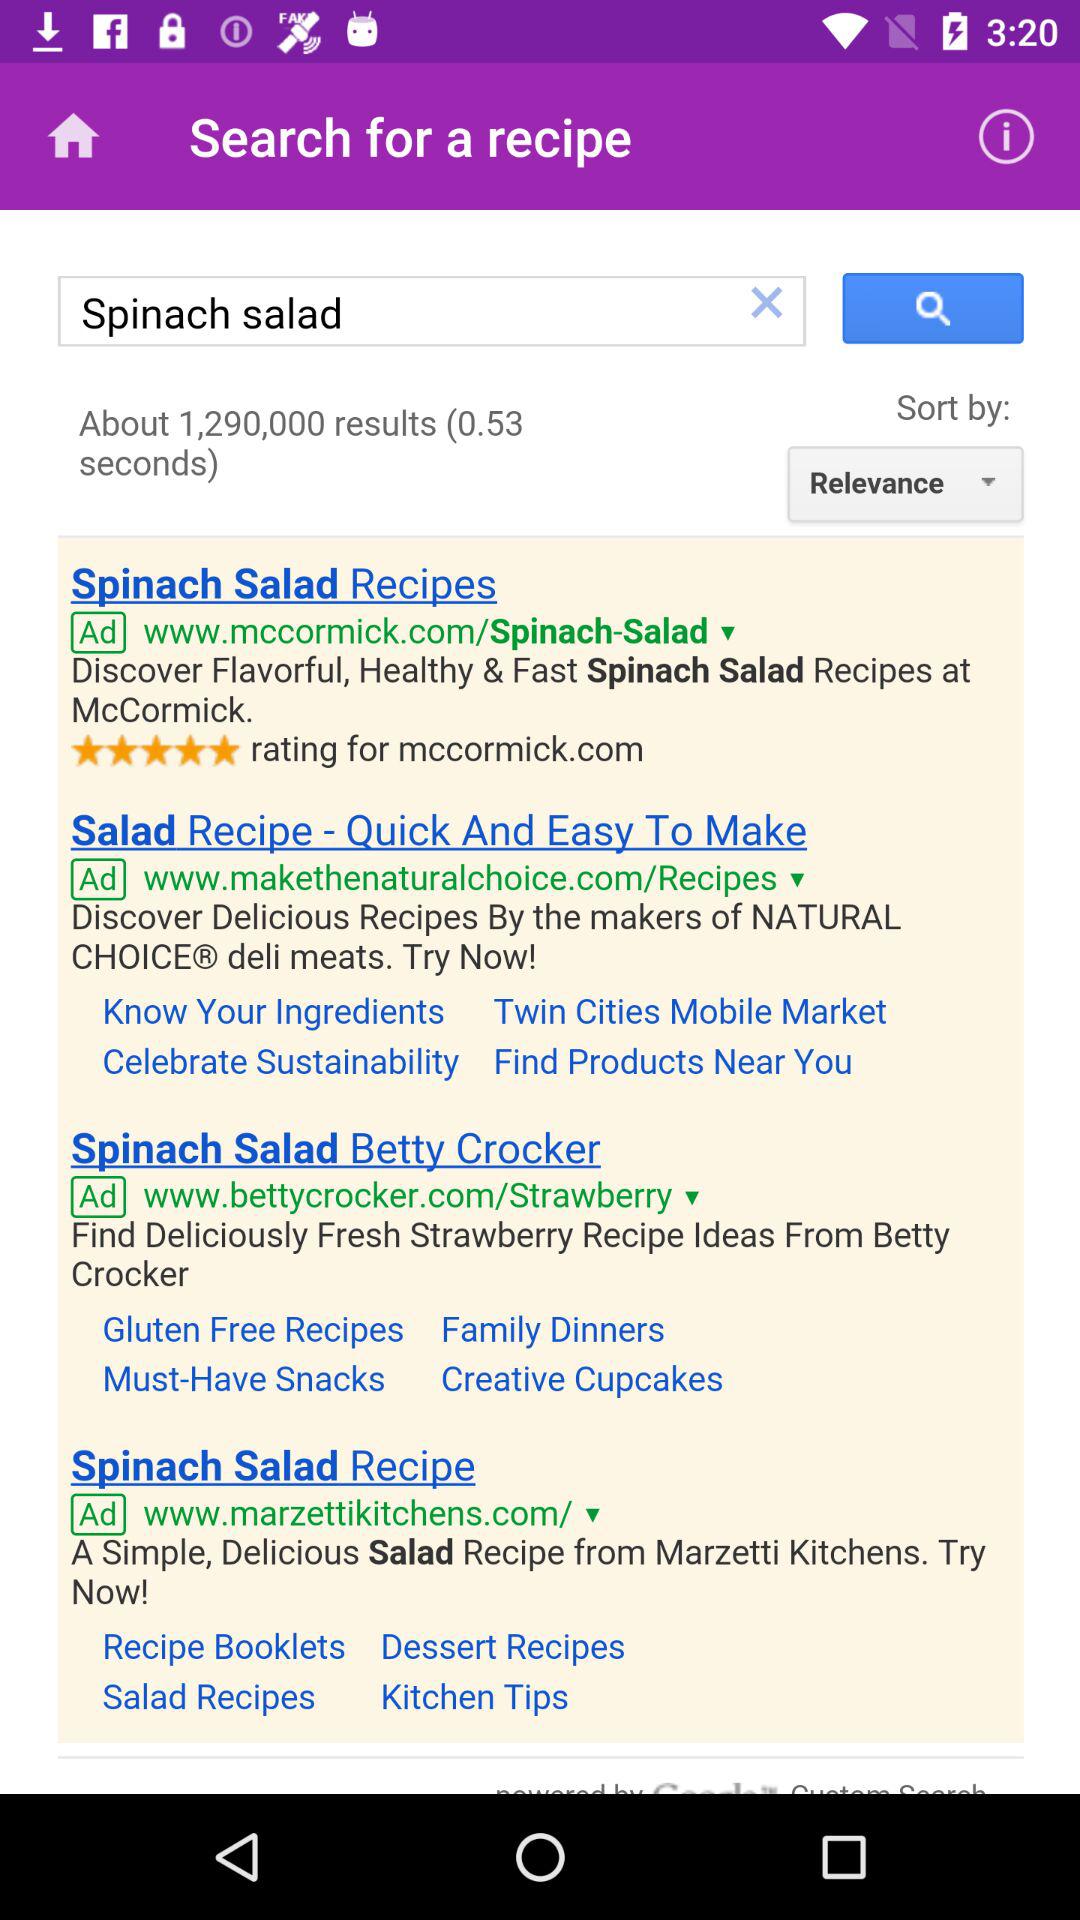 FAKE
3:20
Search for a recipe
Spinach salad
About 1,290,000 results (0.53
seconds)
Sort by:
Relevance
Spinach Salad Recipes
Ad www.mccormick.com/Spinach-Salad ▼
Discover Flavorful, Healthy & Fast Spinach Salad Recipes at
McCormick.
rating for mccormick.com
Salad Recipe - Quick And Easy To Make
Ad www.makethenaturalchoice.com/Recipes ▼
Discover Delicious Recipes By the makers of NATURAL
CHOICE® deli meats. Try Now!
Know Your Ingredients Twin Cities Mobile Market
Celebrate Sustainability Find Products Near You
Spinach Salad Betty Crocker
Ad www.bettycrocker.com/Strawberry ▼
Find Deliciously Fresh Strawberry Recipe Ideas From Betty
Crocker
Gluten Free Recipes Family Dinners
Must-Have Snacks Creative Cupcakes
Spinach Salad Recipe
Ad www.marzettikitchens.com/ ▼
A Simple, Delicious Salad Recipe from Marzetti Kitchens. Try
Now!
Recipe Booklets Dessert Recipes
Salad Recipes Kitchen Tips
powered by Google™ Custom Search